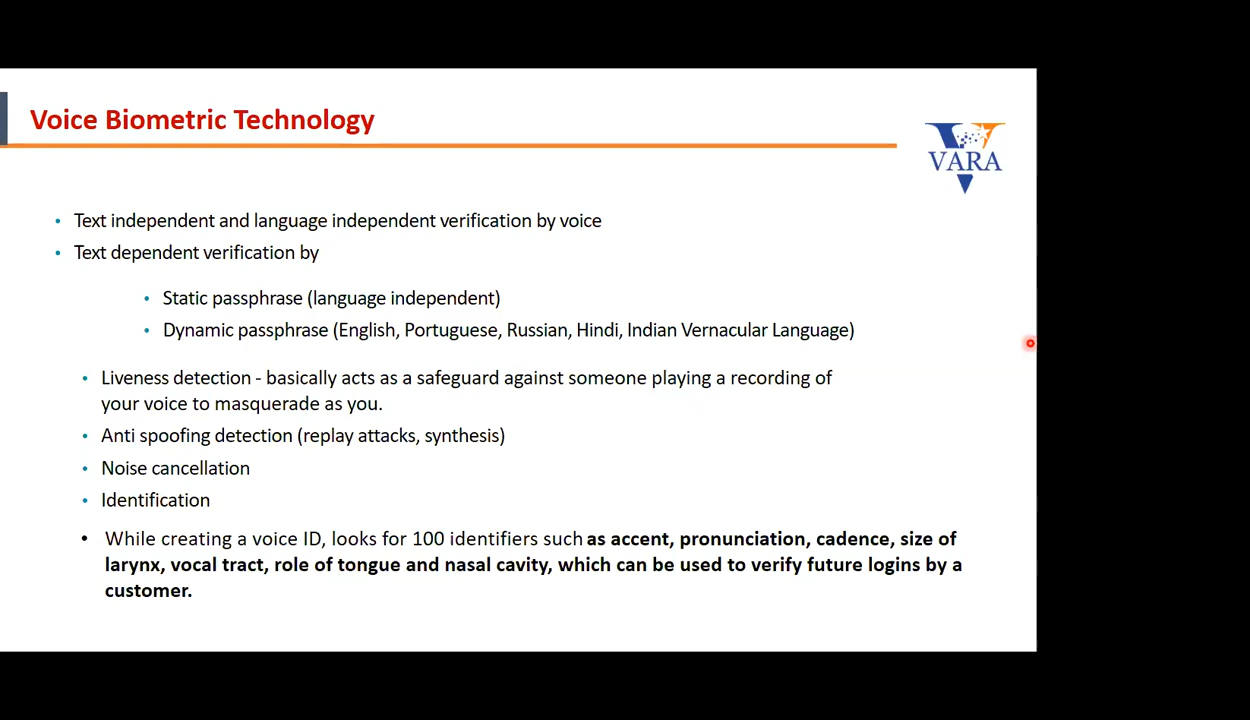 Voice Biometric Technology
VARA
• Text independent and language independent verification by voice
• Text dependent verification by
• Static passphrase (language independent)
• Dynamic passphrase (English, Portuguese, Russian, Hindi, Indian Vernacular Language)
• Liveness detection - basically acts as a safeguard against someone playing a recording of
your voice to masquerade as you.
• Anti spoofing detection (replay attacks, synthesis)
• Noise cancellation
• Identification
• While creating a voice ID, looks for 100 identifiers such as accent, pronunciation, cadence, size of
larynx, vocal tract, role of tongue and nasal cavity, which can be used to verify future logins by a
customer.